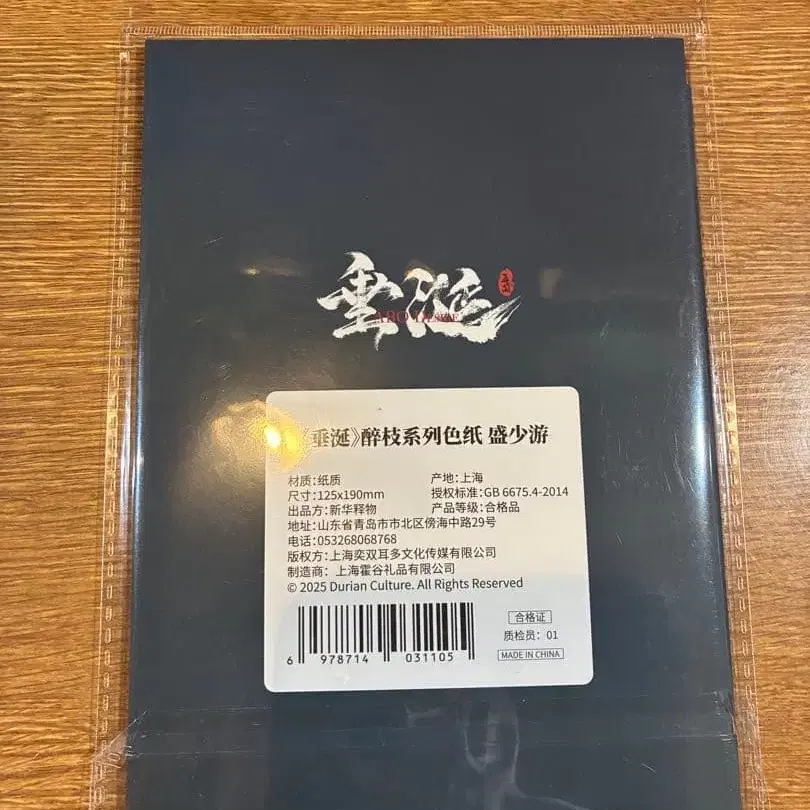 垂涎
ABO DESIRE
《垂涎》醉枝系列色纸 盛少游
材质:纸质 产地:上海
尺寸:125x190mm 授权标准:GB 6675.4-2014
出品方:新华释物 产品等级:合格品
地址:山东省青岛市市北区傍海中路29号
电话:053268068768
版权方:上海奕双耳多文化传媒有限公司
制造商：上海霍谷礼品有限公司
© 2025 Durian Culture. All Rights Reserved
合格证
质检员：01
MADE IN CHINA
6 978714 031105